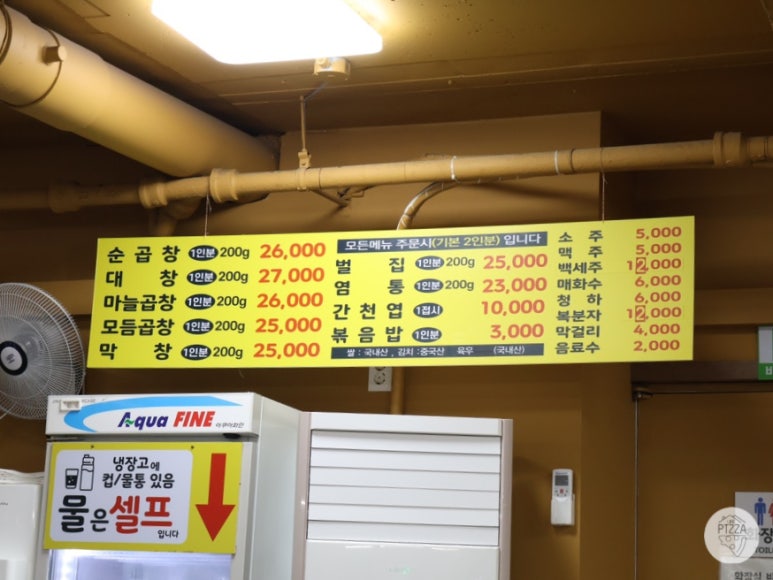 순곱창 1인분 200g 26,000
대창 1인분 200g 27,000
마늘곱창 1인분 200g 26,000
모듬곱창 1인분 200g 25,000
막창 1인분 200g 25,000
모든메뉴 주문시(기본 2인분) 입니다
벌집 1인분 200g 25,000
염통 1인분 200g 23,000
간천엽 1접시 10,000
볶음밥 1인분 3,000
쌀 : 국내산 , 김치 :중국산 육우 (국내산)
소주 5,000
맥주 5,000
백세주 12,000
매화수 6,000
청하 6,000
복분자 12,000
막걸리 4,000
음료수 2,000
Aqua FINE
아쿠아화인
냉장고에
컵/물통 있음
물은셀프
입니다
PTZZA